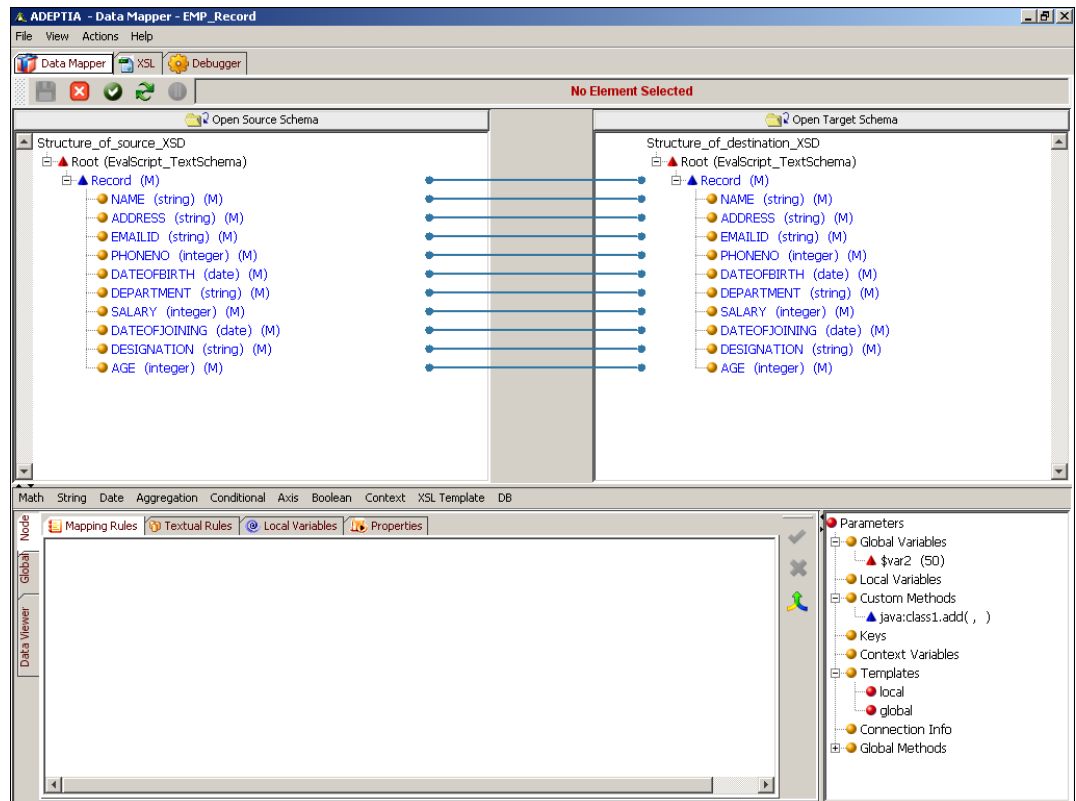 ADEPTIA - Data Mapper - EMP_Record
File View Actions Help
Data Mapper XSL Debugger
No Element Selected
Open Source Schema Open Target Schema
Structure_of_source_XSD Structure_of_destination_XSD
Root (EvalScript_TextSchema) Root (EvalScript_TextSchema)
Record (M) Record (M)
NAME (string) (M) NAME (string) (M)
ADDRESS (string) (M) ADDRESS (string) (M)
EMAILID (string) (M) EMAILID (string) (M)
PHONENO (integer) (M) PHONENO (integer) (M)
DATEOFBIRTH (date) (M) DATEOFBIRTH (date) (M)
DEPARTMENT (string) (M) DEPARTMENT (string) (M)
SALARY (integer) (M) SALARY (integer) (M)
DATEOFJOINING (date) (M) DATEOFJOINING (date) (M)
DESIGNATION (string) (M) DESIGNATION (string) (M)
AGE (integer) (M) AGE (integer) (M)
Math String Date Aggregation Conditional Axis Boolean Context XSL Template DB
Node
Global
Data Viewer
Mapping Rules Textual Rules Local Variables Properties
Parameters
Global Variables
$var2 (50)
Local Variables
Custom Methods
java:class1.add( , )
Keys
Context Variables
Templates
local
global
Connection Info
Global Methods